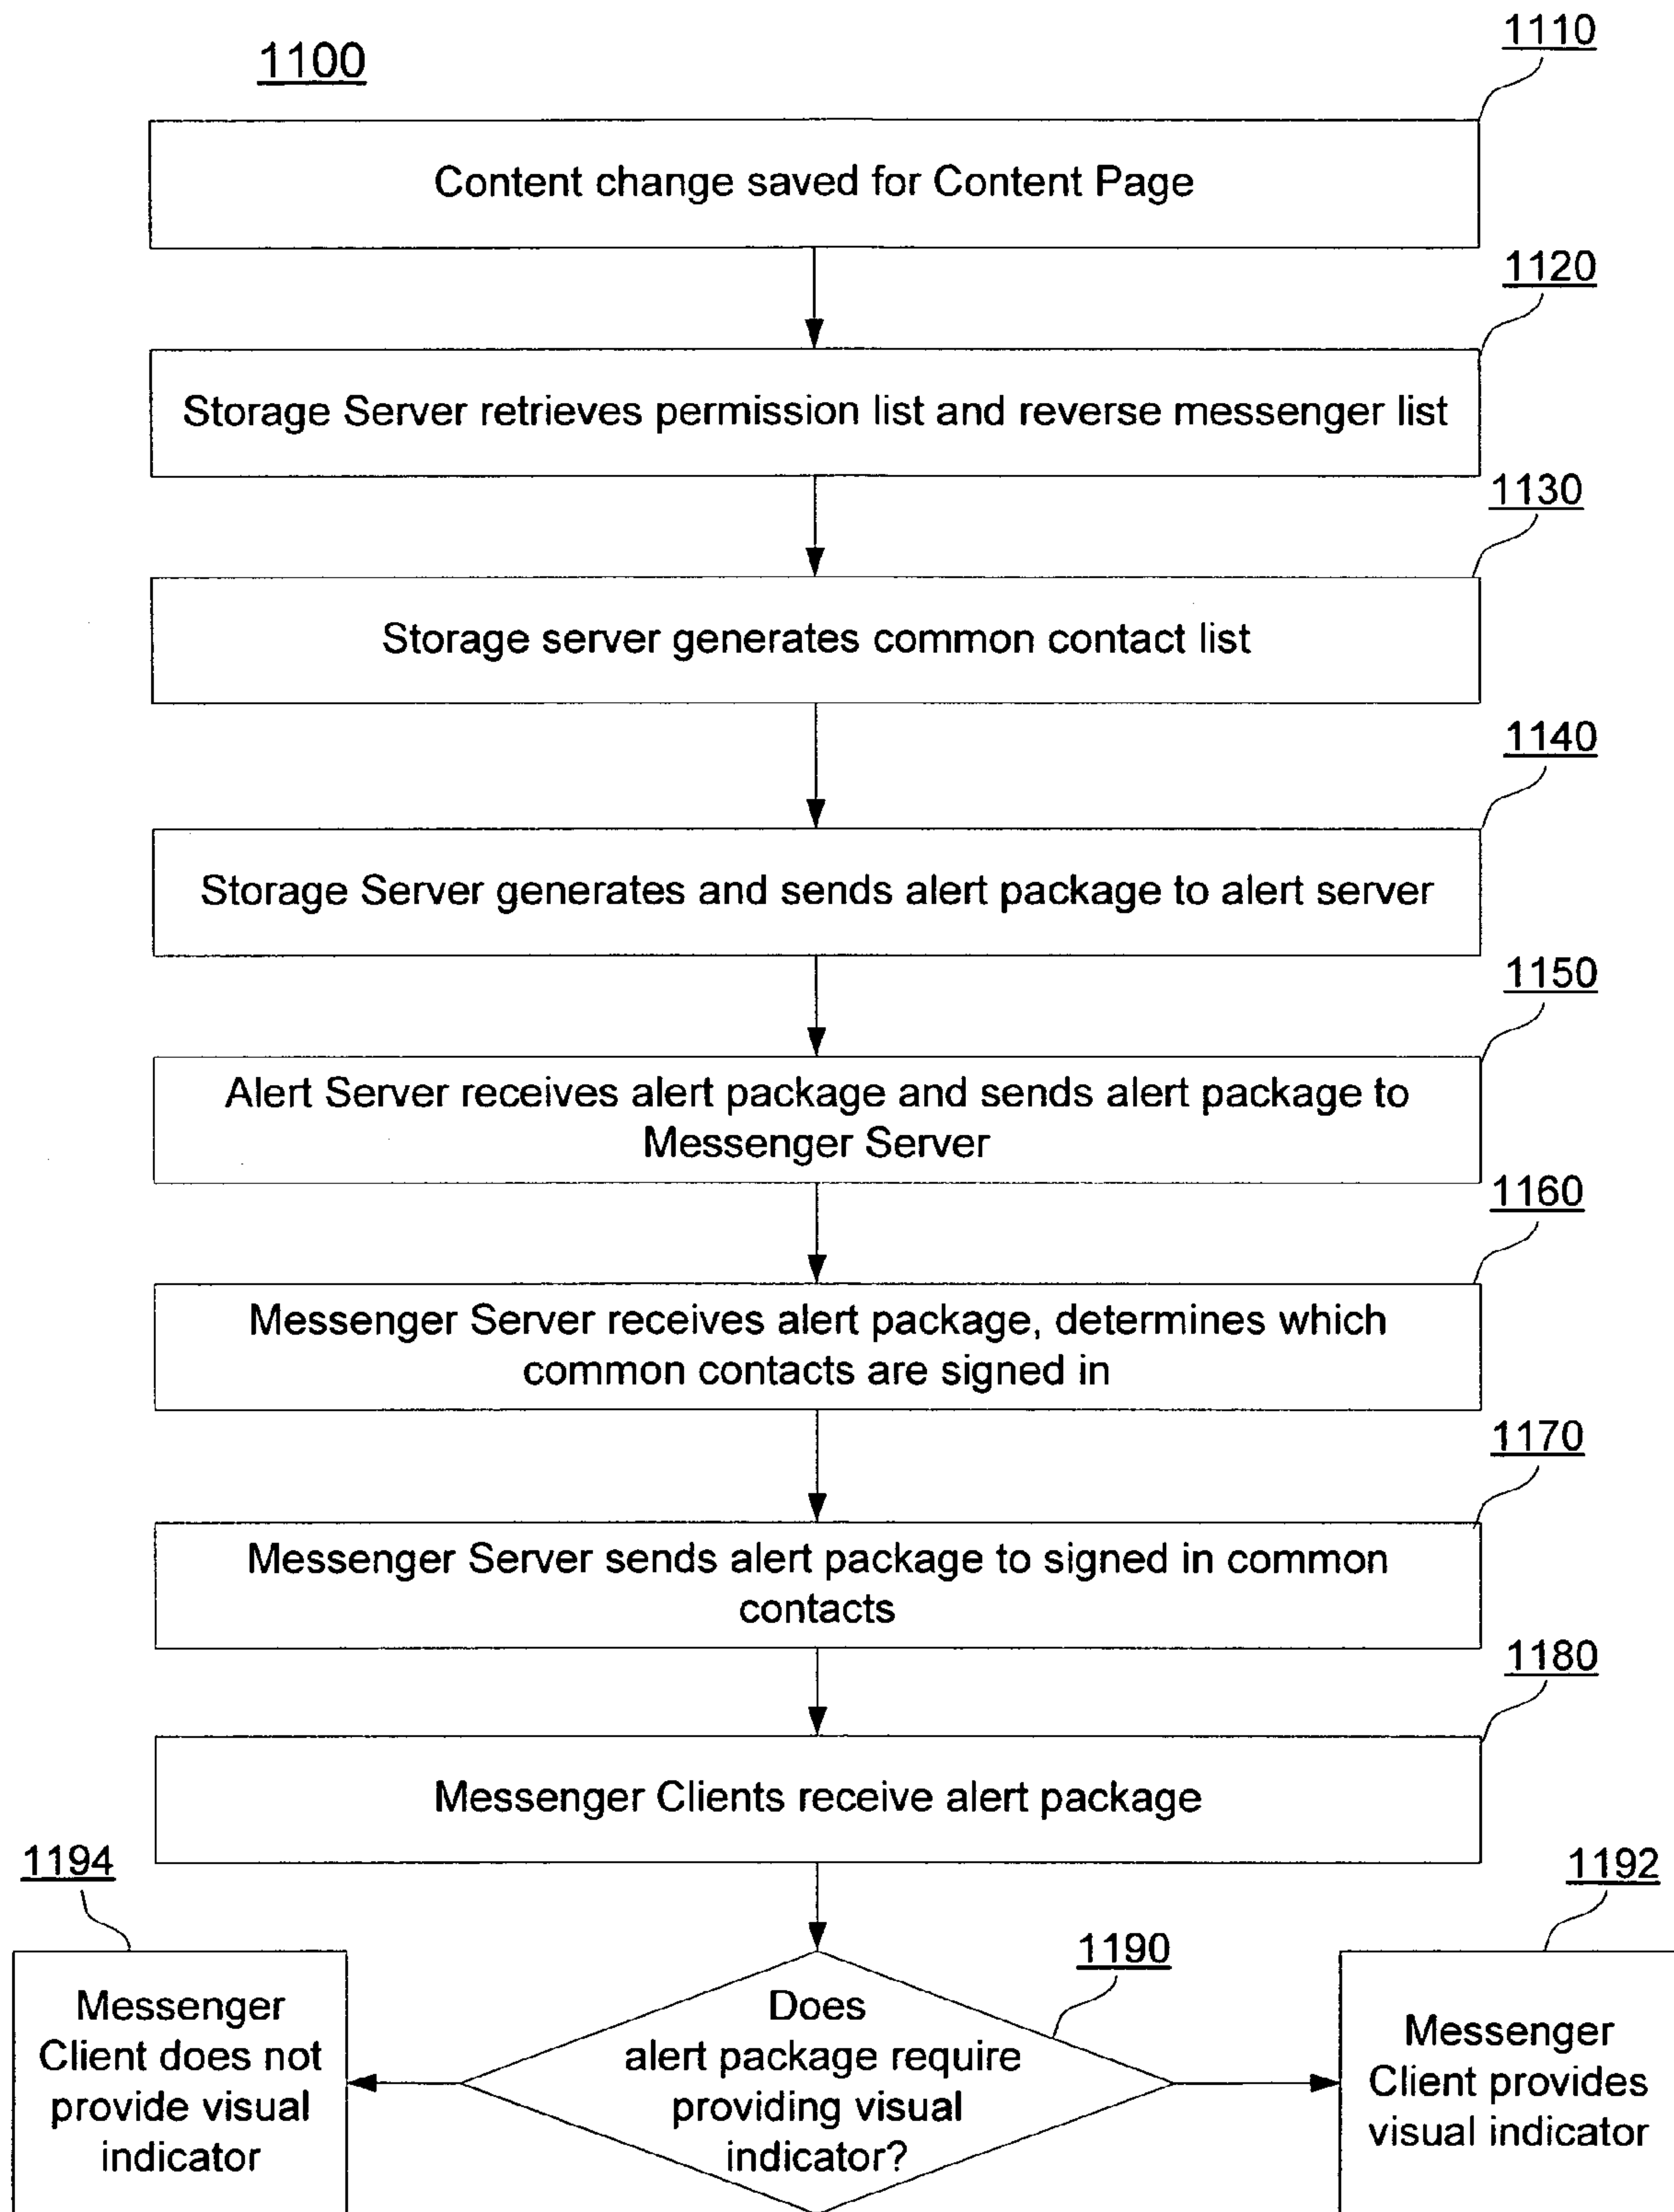 1100
1110
Content change saved for Content Page
1120
Storage Server retrieves permission list and reverse messenger list
1130
Storage server generates common contact list
1140
Storage Server generates and sends alert package to alert server
1150
Alert Server receives alert package and sends alert package to
Messenger Server
1160
Messenger Server receives alert package, determines which
common contacts are signed in
1170
Messenger Server sends alert package to signed in common
contacts
1180
Messenger Clients receive alert package
1194
Messenger
Client does not
provide visual
indicator
1190
Does
alert package require
providing visual
indicator?
1192
Messenger
Client provides
visual indicator